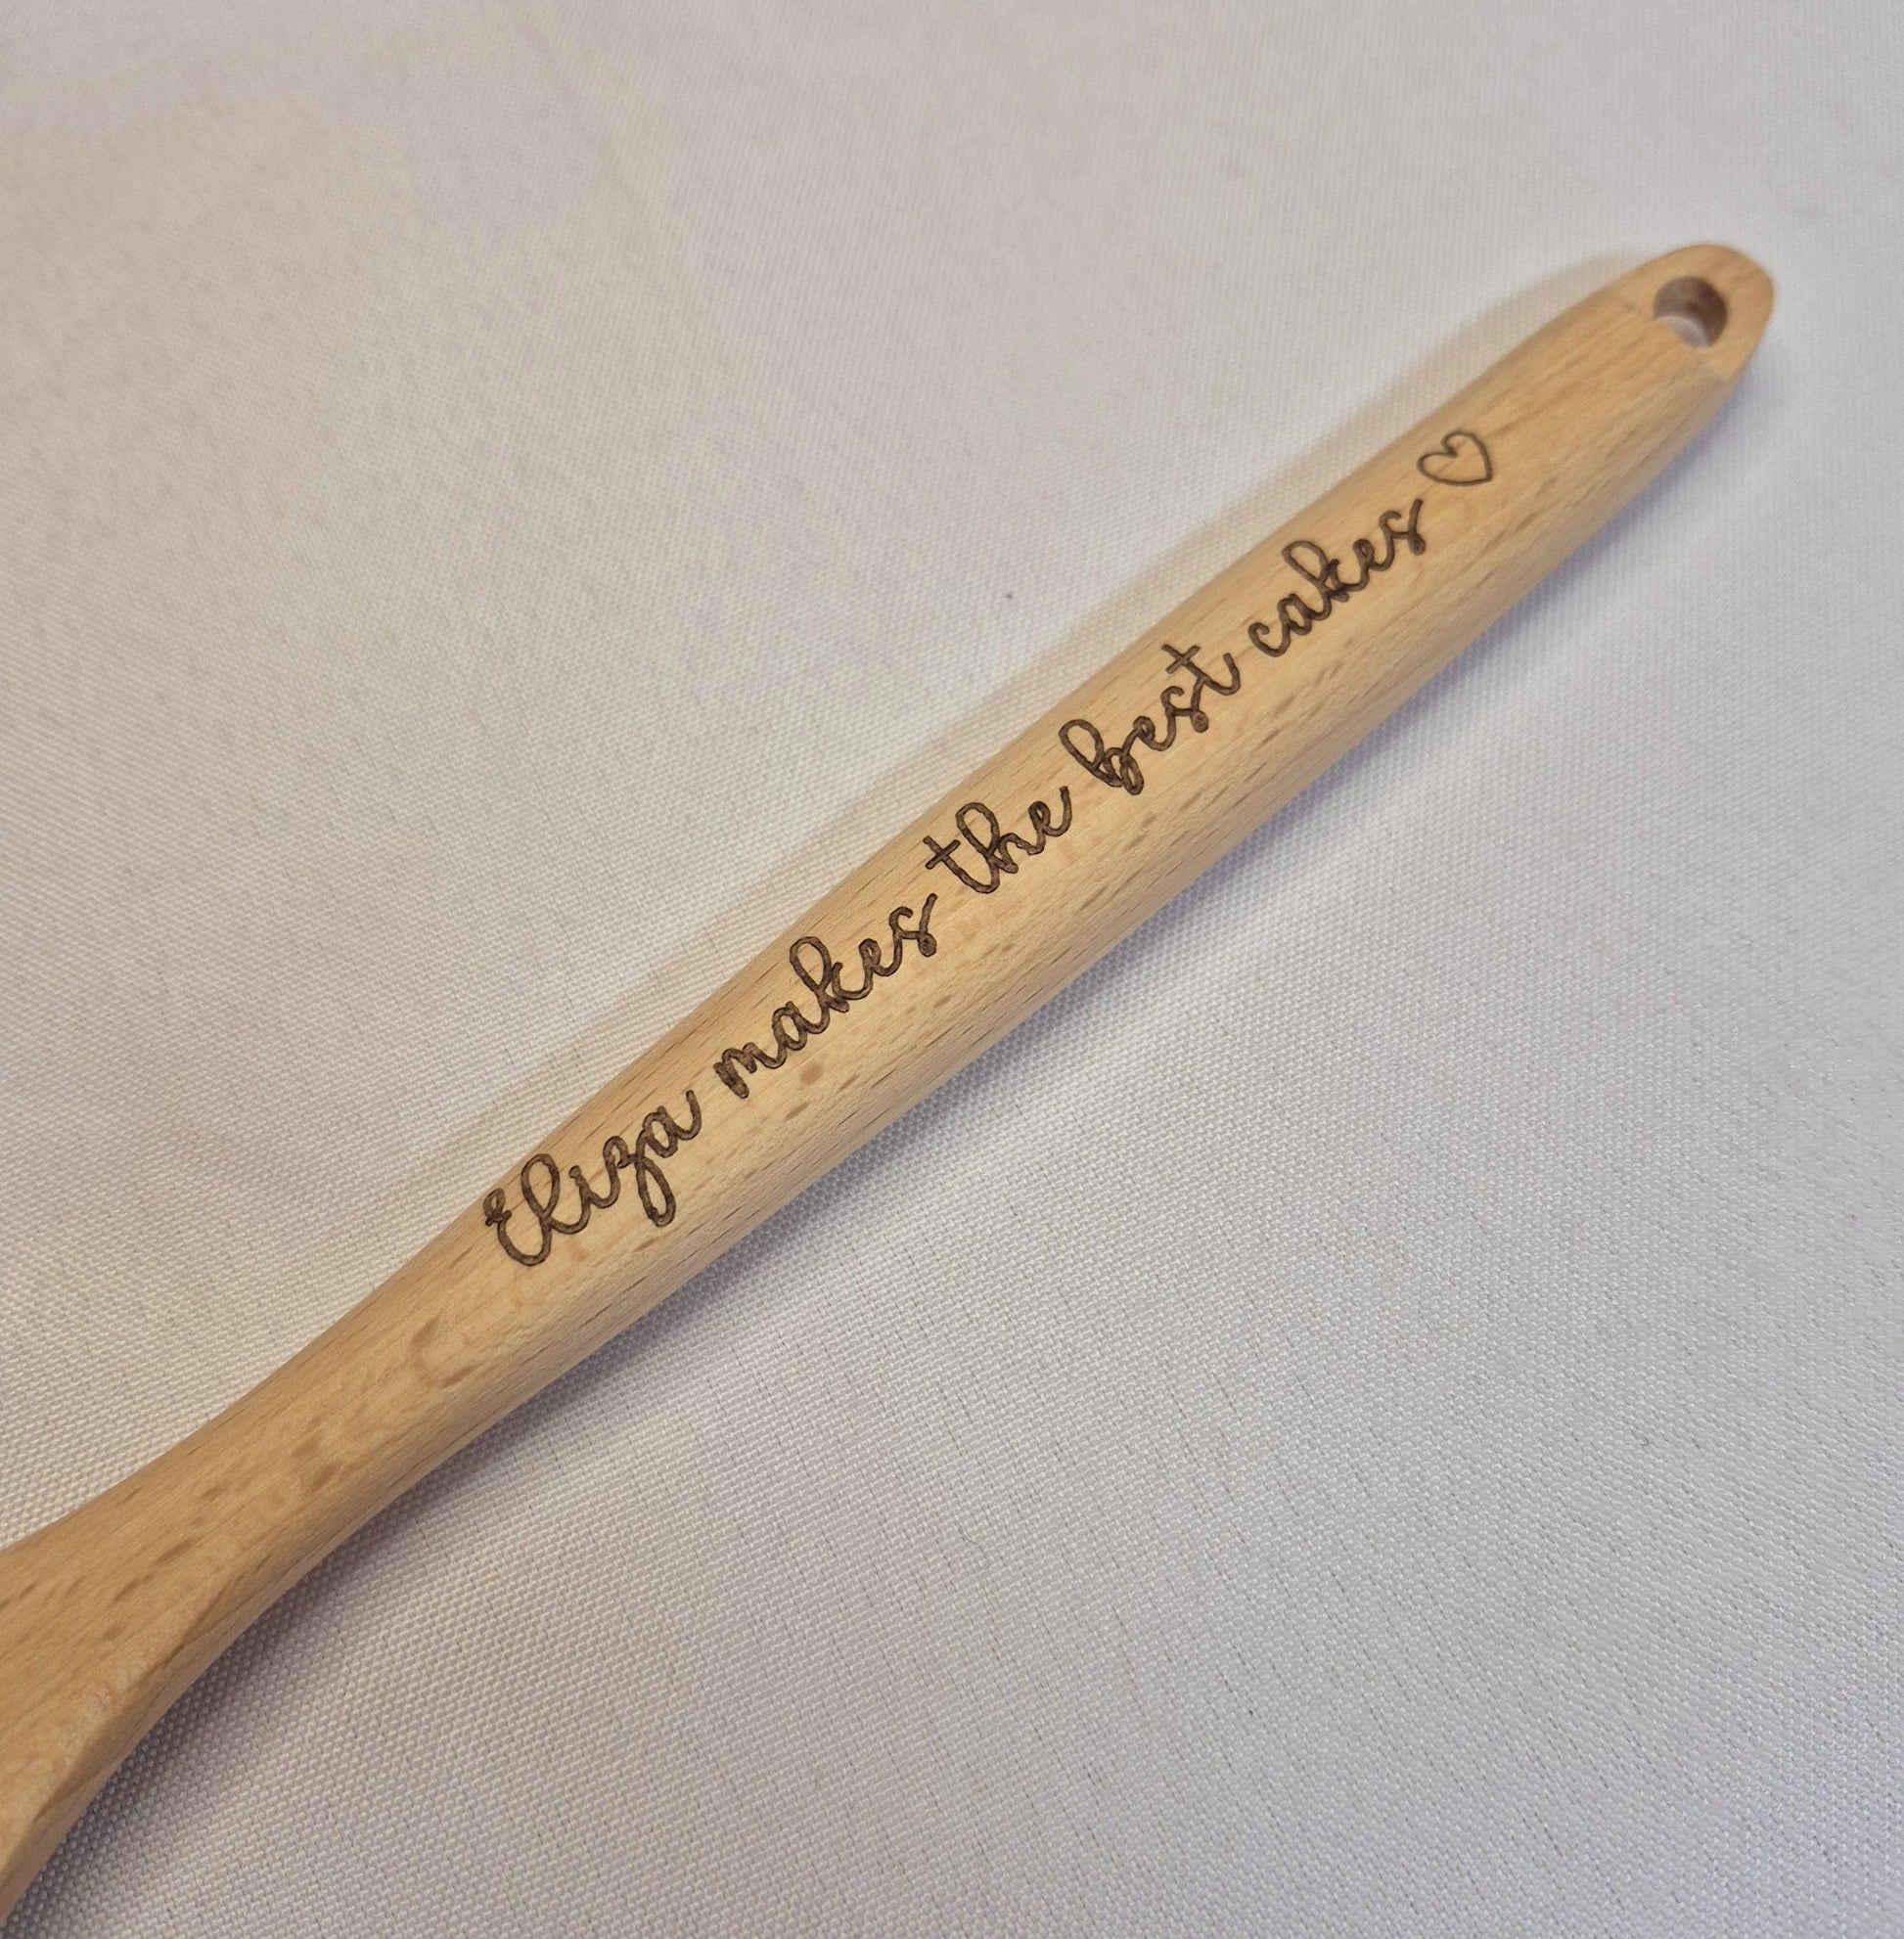 Eliza makes the best cakes ♡